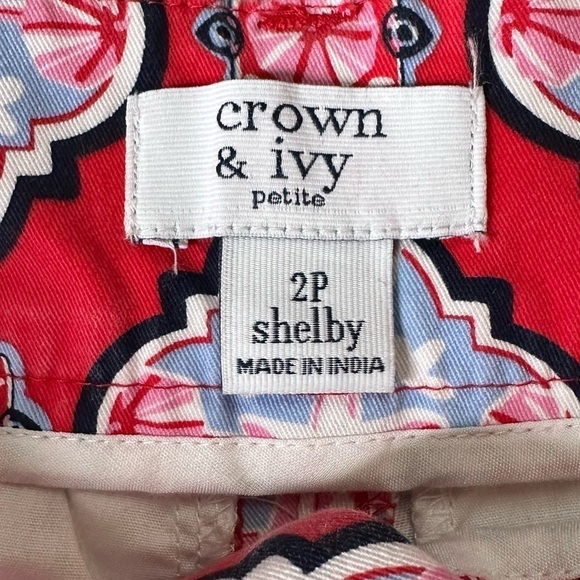 crown
& ivy
petite
2P
shelby
MADE IN INDIA